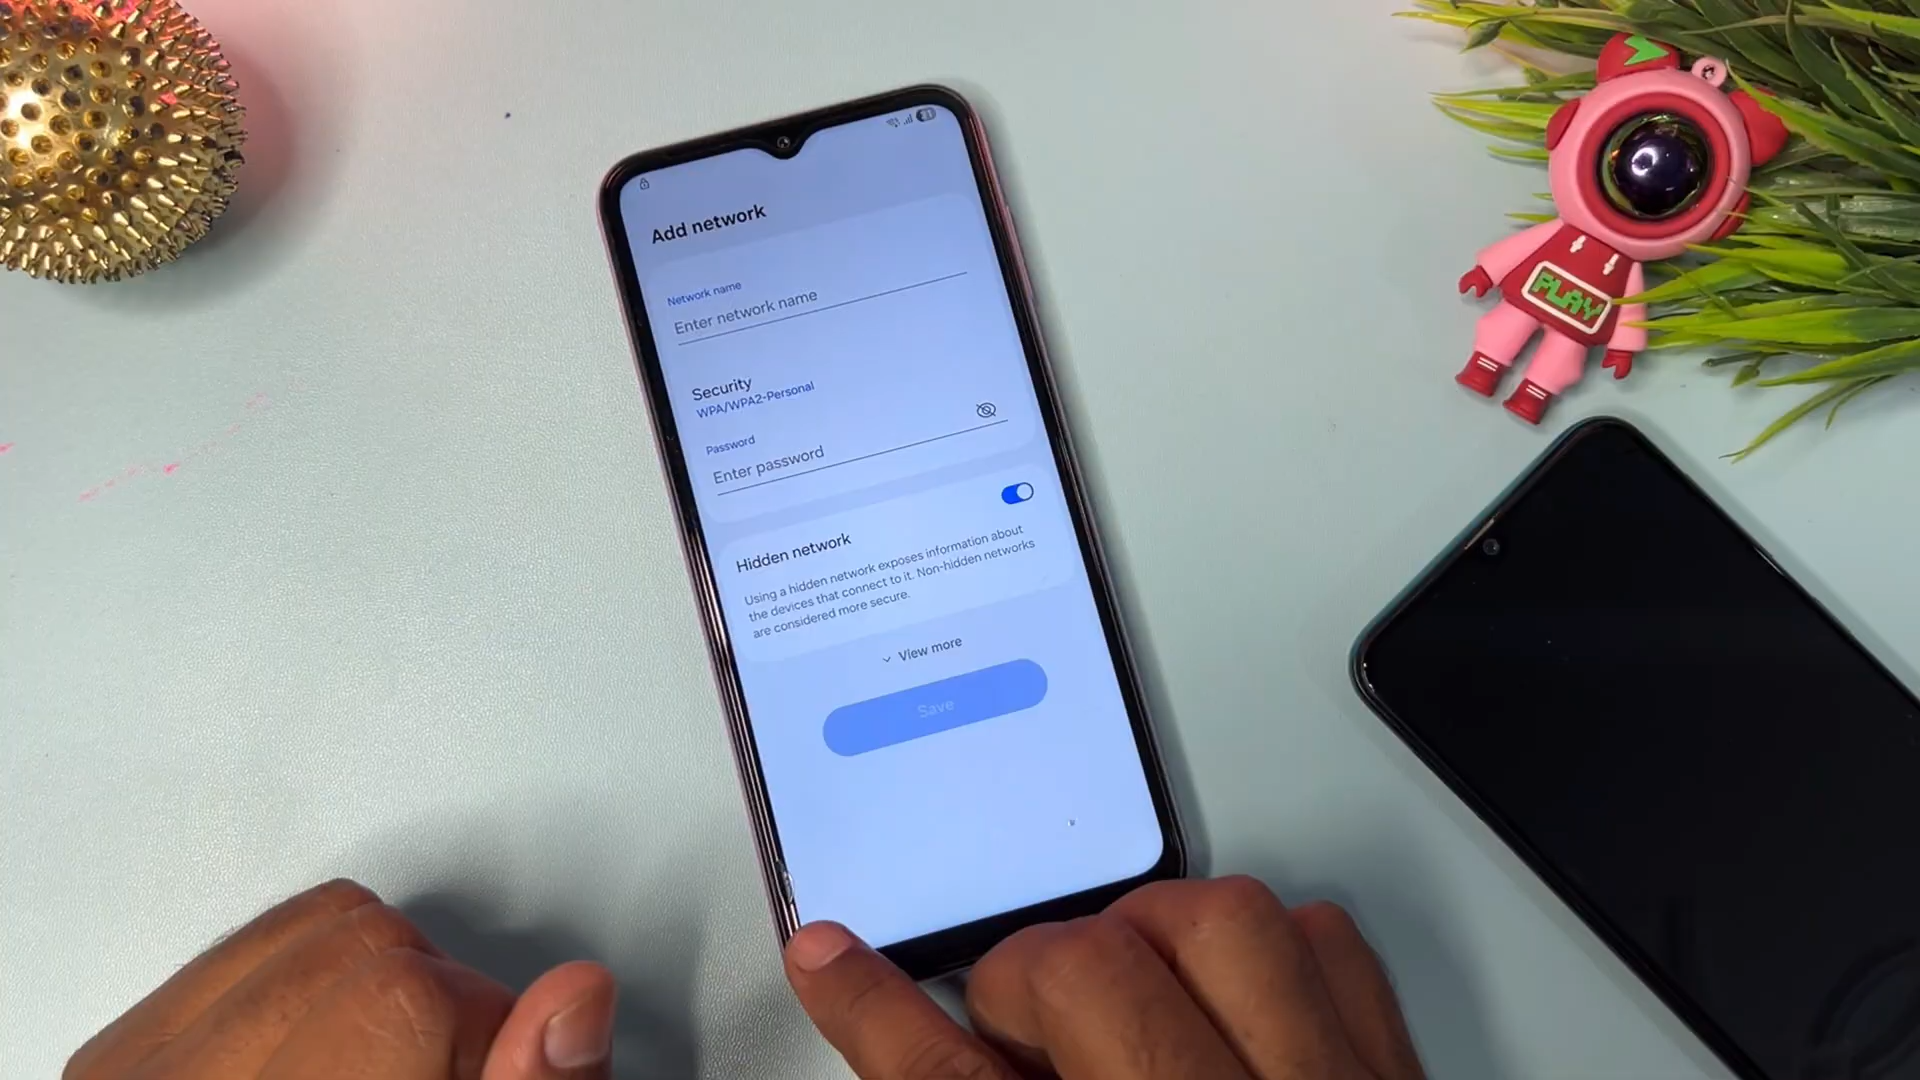 Add network
Network name
Enter network name
Security
WPA/WPA2-Personal
Password
Enter password
Hidden network
Using a hidden network exposes information about
the devices that connect to it. Non-hidden networks
are considered more secure.
View more
Save
PLAY